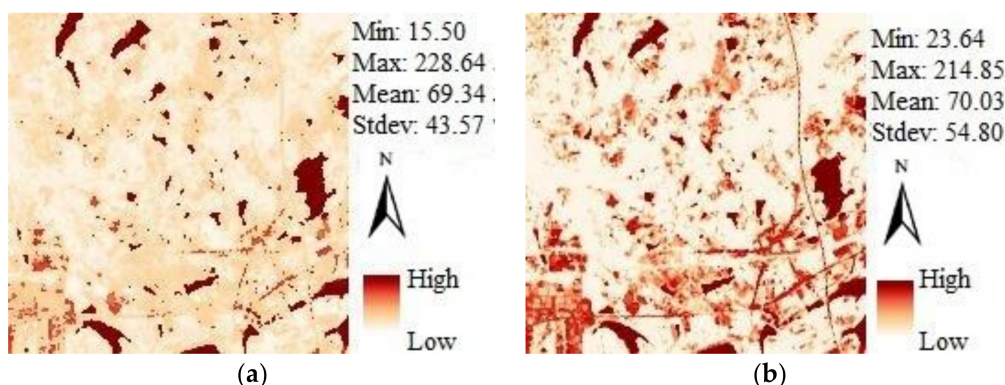 Min: 15.50
Max: 228.64
Mean: 69.34
Stdev: 43.57
N
High
Low
(a)
Min: 23.64
Max: 214.85
Mean: 70.03
Stdev: 54.80
N
High
Low
(b)